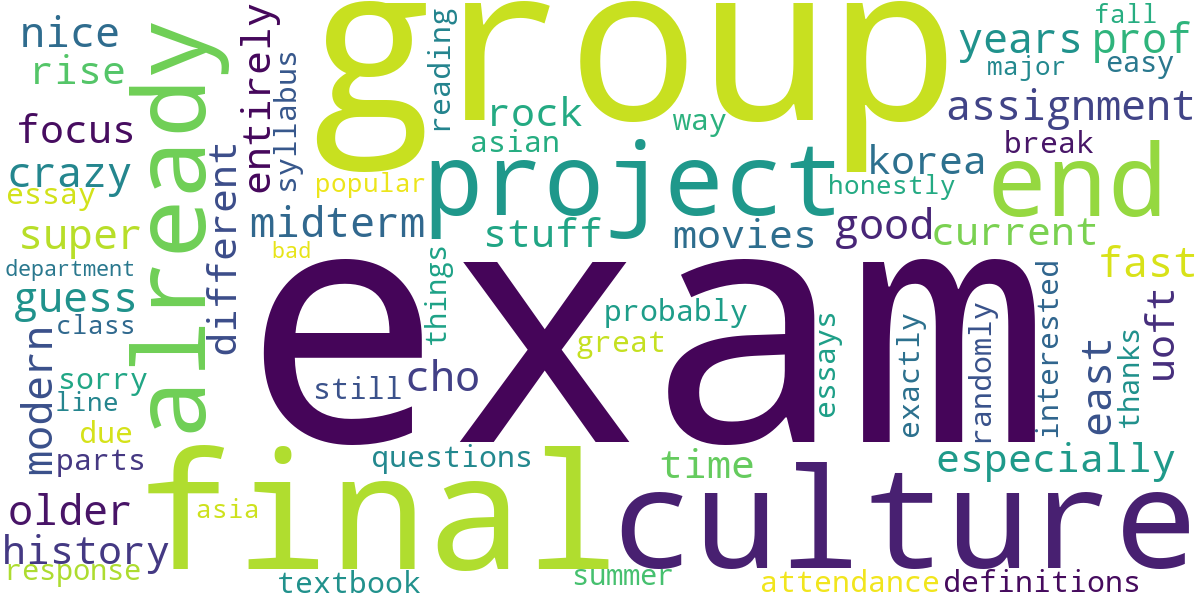 nice
rise
focus
crazy
essay
super
department
guess
class
modern
sorry
line
due
parts
older
history
response
already
different
entirely
syllabus
group
reading
rock
asian
way
popular
midterm
bad
project
stuff
movies
things
years
prof
fall
major
easy
assignment
break
korea
honestly
end
good
current
fast
exam
probably
great
still
cho
essays
exactly
randomly
interested
east
thanks
uoft
final
questions
asia
textbook
time
especially
culture
summer
attendance
definitions